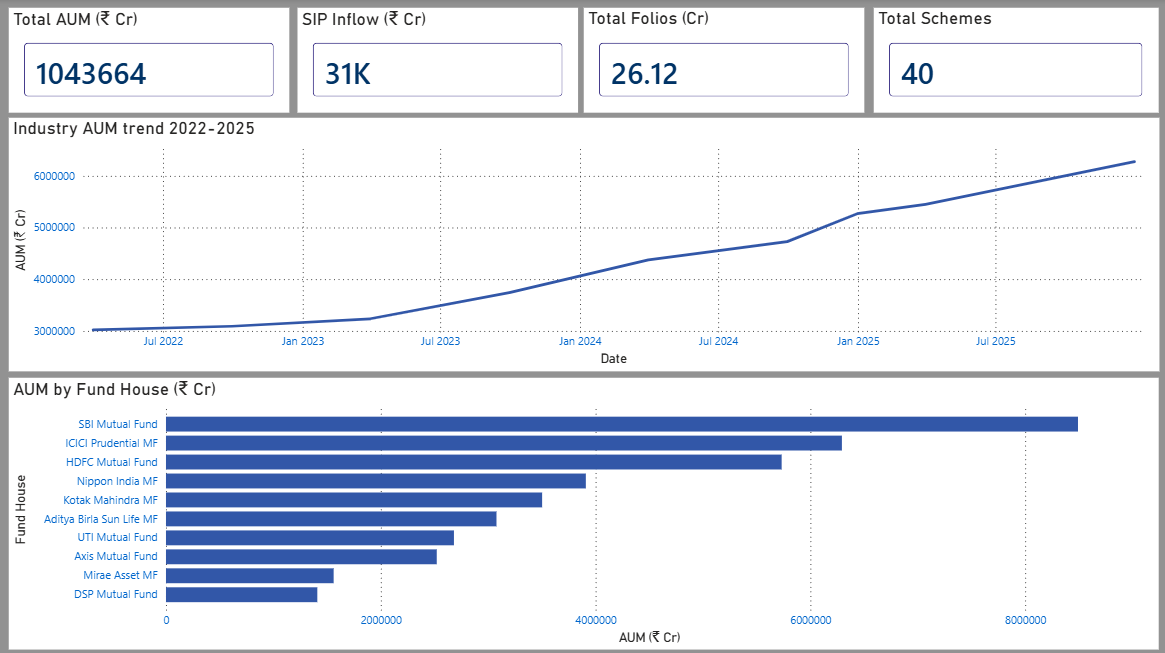 Total AUM (₹ Cr)
1043664
SIP Inflow (₹ Cr)
31K
Total Folios (Cr)
26.12
Total Schemes
40
Industry AUM trend 2022-2025
AUM (₹ Cr)
6000000
5000000
4000000
3000000
Jul 2022
Jan 2023
Jul 2023
Jan 2024
Jul 2024
Jan 2025
Jul 2025
Date
AUM by Fund House (₹ Cr)
Fund House
SBI Mutual Fund
ICICI Prudential MF
HDFC Mutual Fund
Nippon India MF
Kotak Mahindra MF
Aditya Birla Sun Life MF
UTI Mutual Fund
Axis Mutual Fund
Mirae Asset MF
DSP Mutual Fund
0
2000000
4000000
6000000
8000000
AUM (₹ Cr)